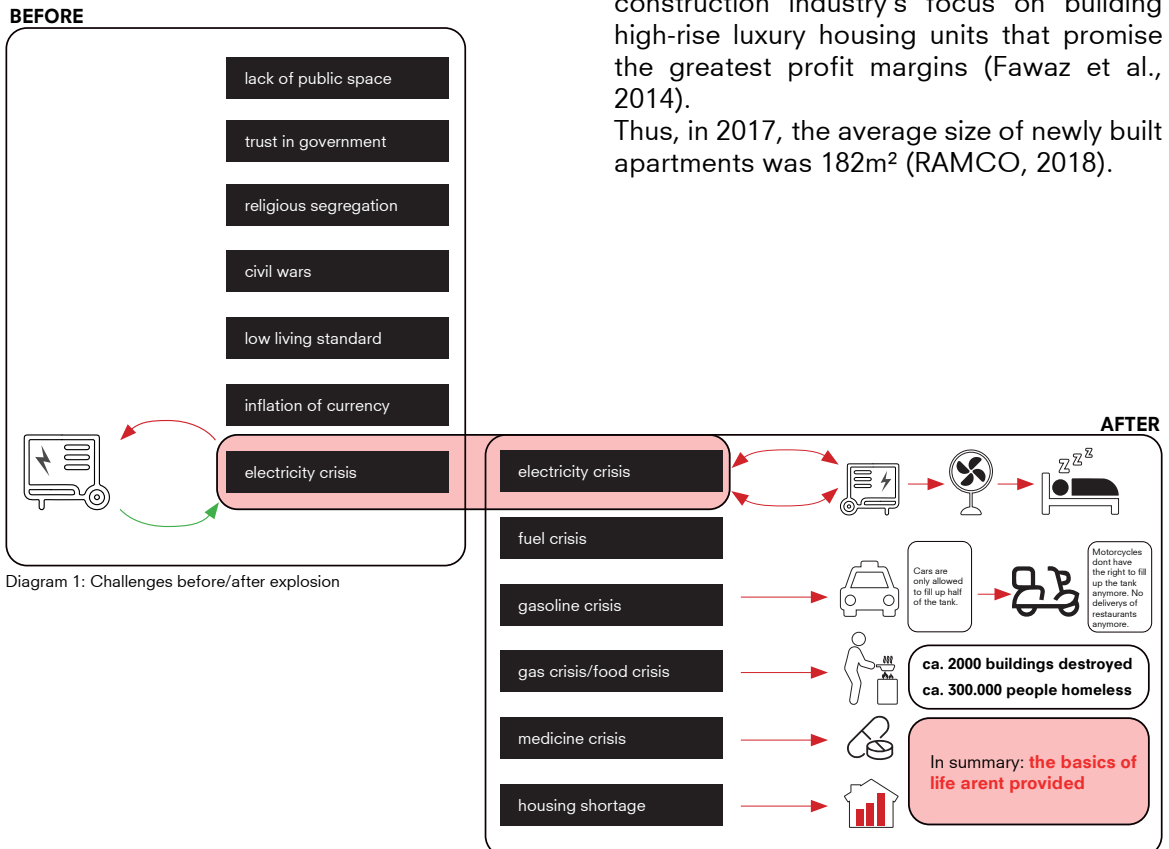 BEFORE
lack of public space
trust in government
religious segregation
civil wars
low living standard
inflation of currency
electricity crisis
Diagram 1: Challenges before/after explosion
construction industry's focus on building
high-rise luxury housing units that promise
the greatest profit margins (Fawaz et al.,
2014).
Thus, in 2017, the average size of newly built
apartments was 182m² (RAMCO, 2018).
AFTER
electricity crisis
z z z z
fuel crisis
gasoline crisis
Cars are
only allowed
to fill up half
of the tank.
Motorcycles
dont have
the right to fill
up the tank
anymore. No
deliverys of
restaurants
anymore.
gas crisis/food crisis
ca. 2000 buildings destroyed
ca. 300.000 people homeless
medicine crisis
housing shortage
In summary: the basics of
life arent provided